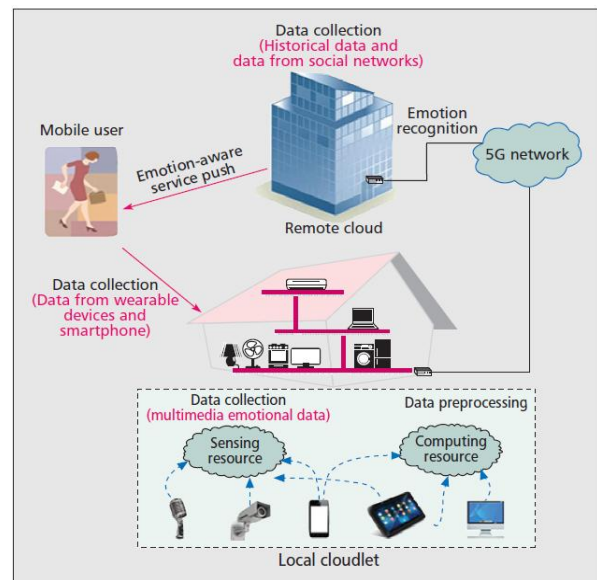 Data collection
(Historical data and
data from social networks)
Mobile user
Emotion-aware
service push
Emotion
recognition
5G network
Remote cloud
Data collection
(Data from wearable
devices and
smartphone)
Data collection
(multimedia emotional data)
Data preprocessing
Sensing
resource
Computing
resource
Local cloudlet